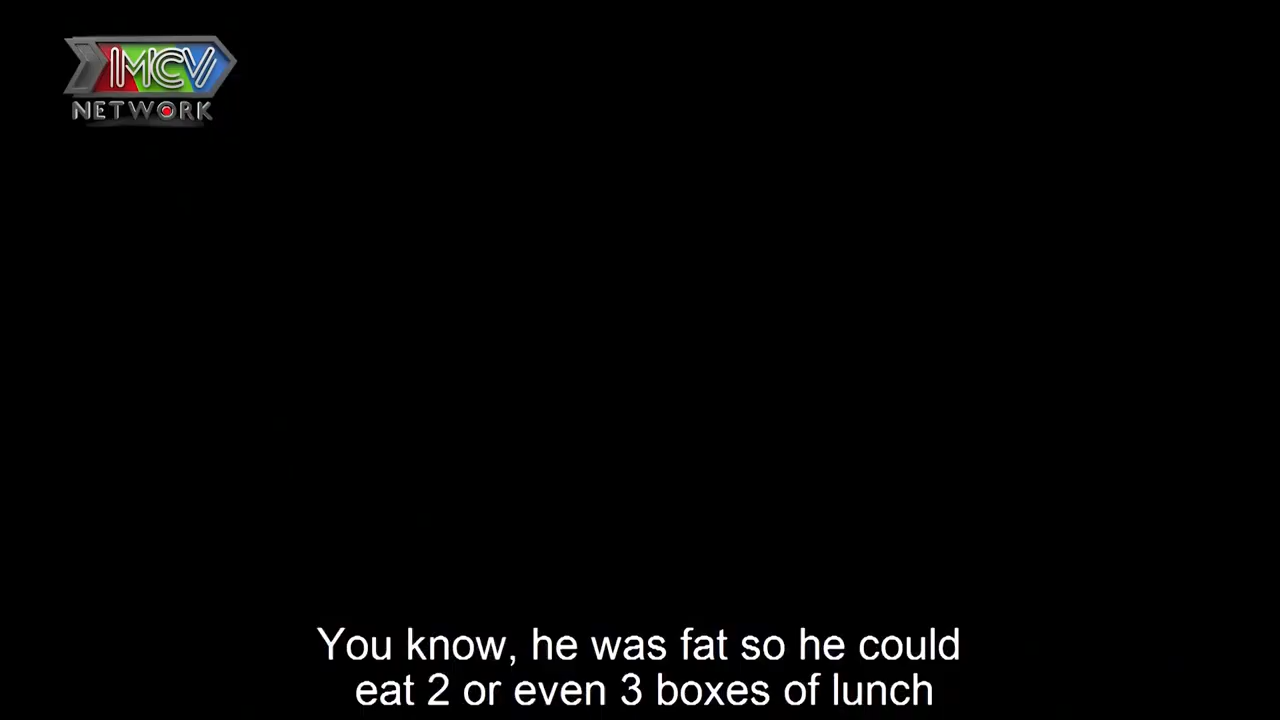 MCV
NETWORK
You know, he was fat so he could
eat 2 or even 3 boxes of lunch